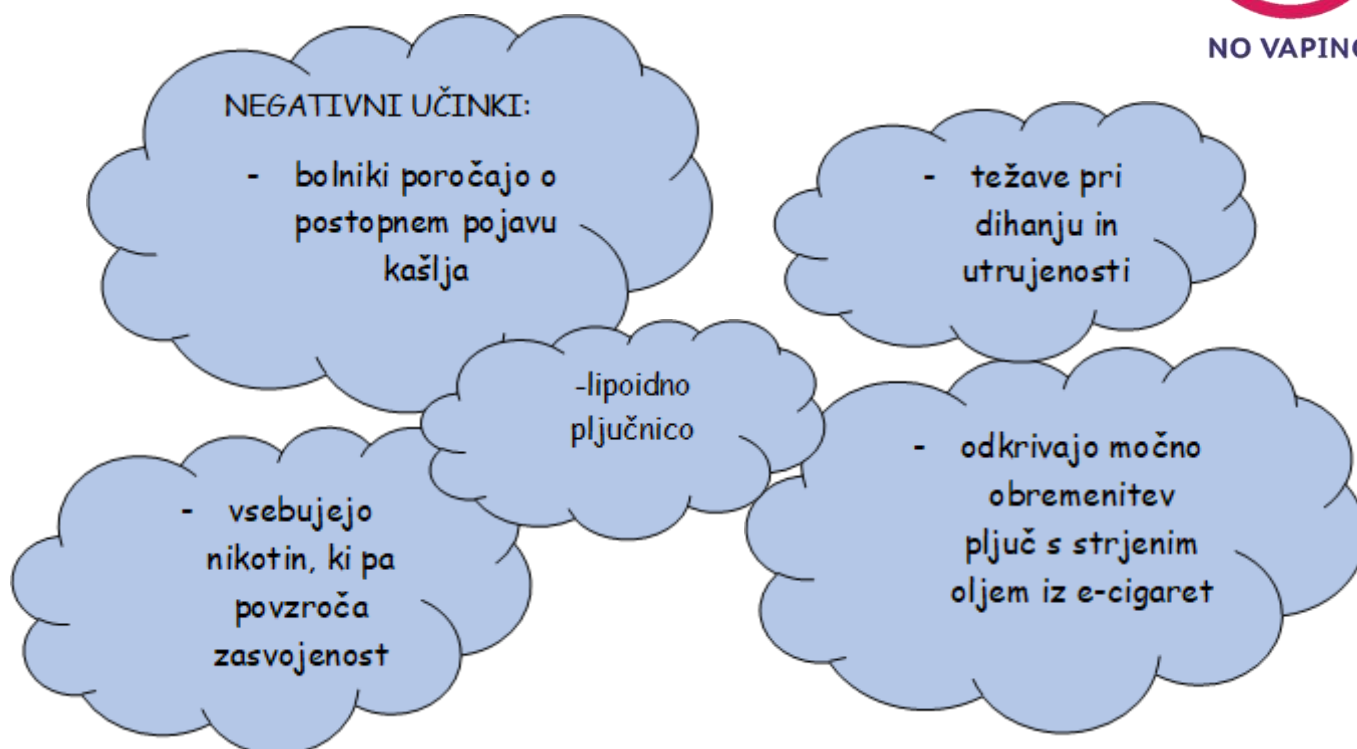 NO VAPING
NEGATIVNI UČINKI:
- bolniki poročajo o
postopnem pojavu
kašlja
- težave pri
dihanju in
utrujenosti
-lipoidno
pljučnico
- vsebujejo
nikotin, ki pa
povzroča
zasvojenost
- odkrivajo močno
obremenitev
pljuč s strjenim
oljem iz e-cigaret